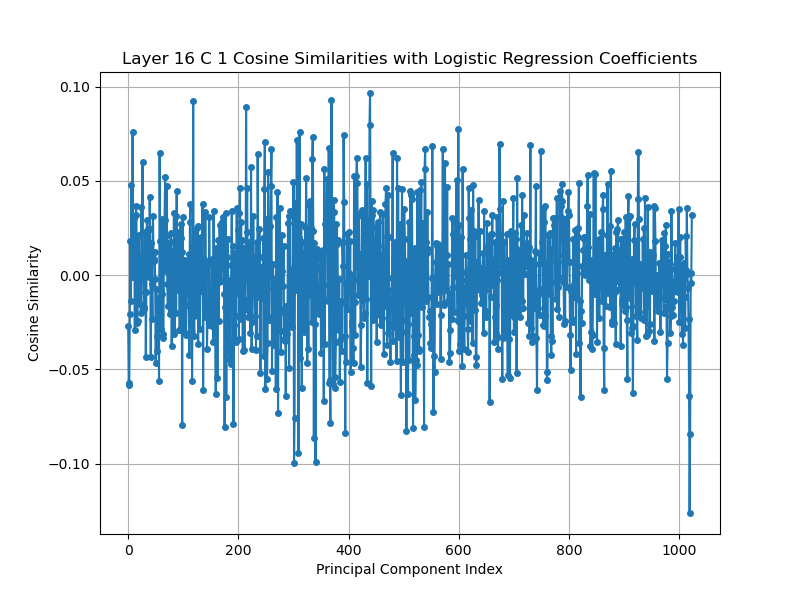 Layer 16 C 1 Cosine Similarities with Logistic Regression Coefficients
0.10
0.05
0.00
−0.05
−0.10
Cosine Similarity
0 200 400 600 800 1000
Principal Component Index